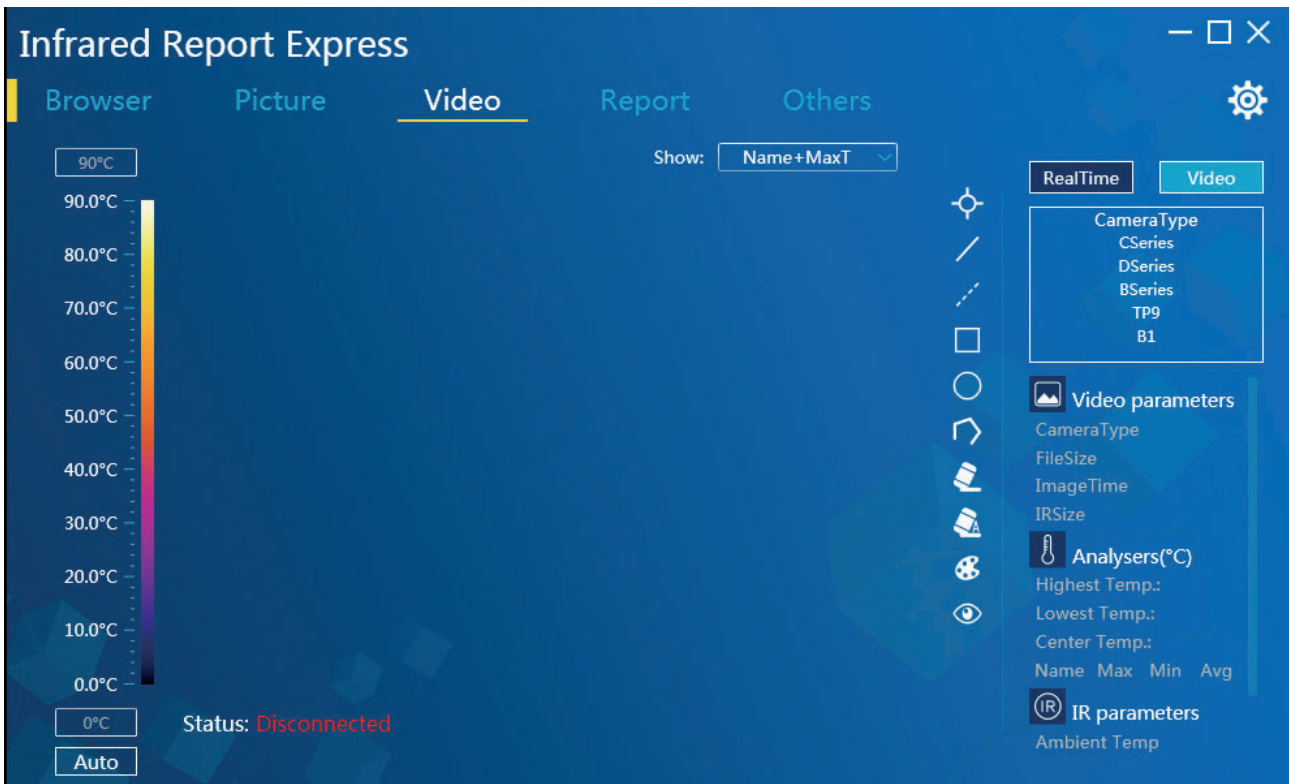 Infrared Report Express
Browser Picture Video Report Others
90°C
Show: Name+MaxT
90.0°C
80.0°C
70.0°C
60.0°C
50.0°C
40.0°C
30.0°C
20.0°C
10.0°C
0.0°C
0°C
Status: Disconnected
Auto
A
RealTime Video
CameraType
CSeries
DSeries
BSeries
TP9
B1
Video parameters
CameraType
FileSize
ImageTime
IRSize
Analysers(°C)
Highest Temp.:
Lowest Temp.:
Center Temp.:
Name Max Min Avg
IR IR parameters
Ambient Temp